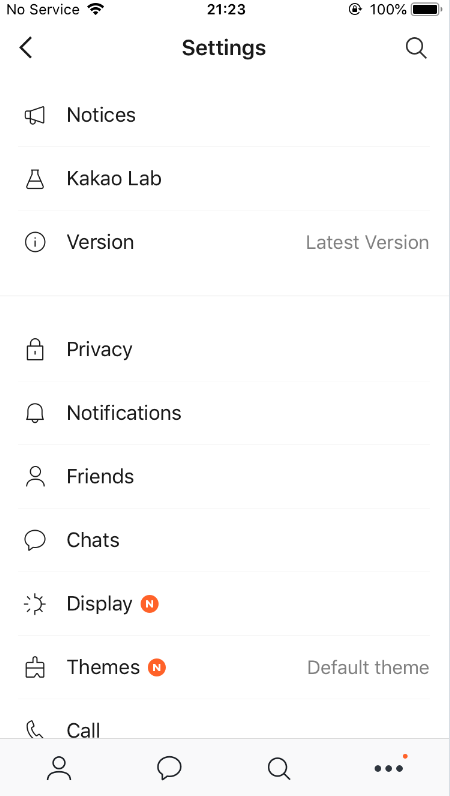 No Service 21:23 100%
Settings
Notices
Kakao Lab
Version Latest Version
Privacy
Notifications
Friends
Chats
Display N
Themes N Default theme
Call